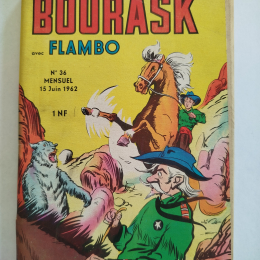 BOURASK
avec FLAMBO
N° 36
MENSUEL
15 Juin 1962
1 NF